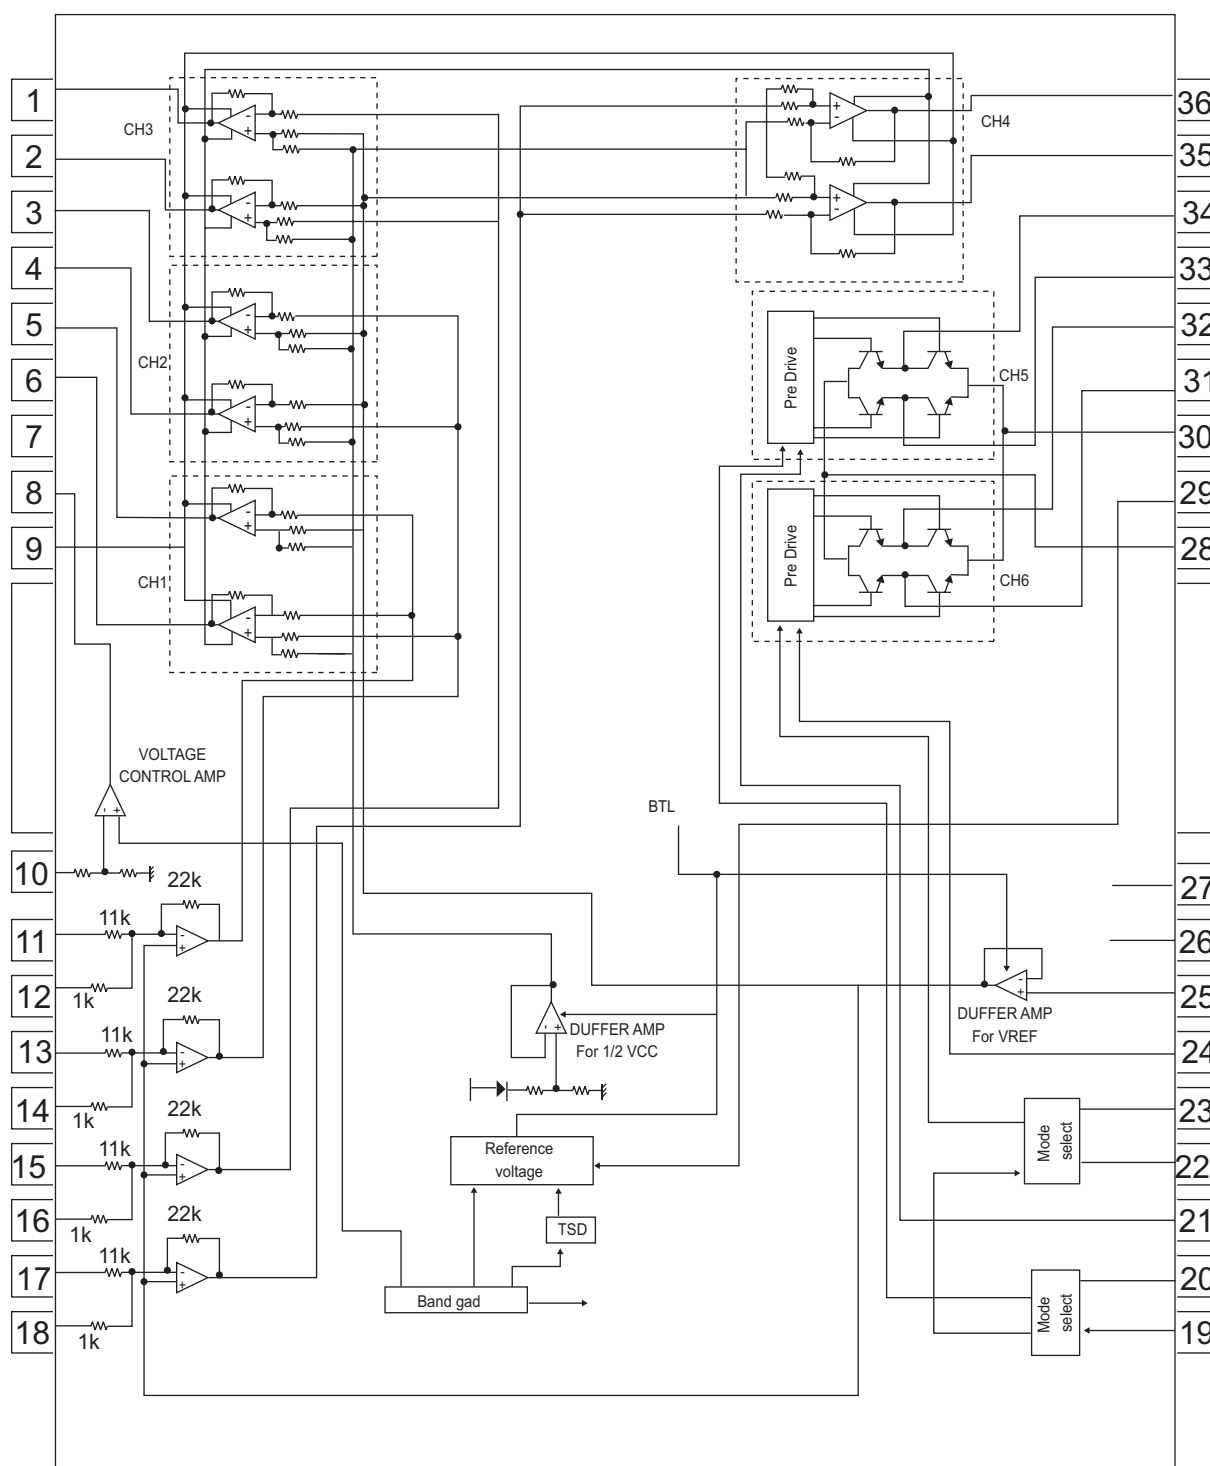 1
2
3
4
5
6
7
8
9
10
11
12
13
14
15
16
17
18
CH3
CH2
CH1
VOLTAGE
CONTROL AMP
- +
22k
11k
1k
22k
11k
1k
22k
11k
1k
22k
11k
1k
BTL
DUFFER AMP
For 1/2 VCC
Reference
voltage
TSD
Band gad
CH4
Pre Drive
CH5
Pre Drive
CH6
DUFFER AMP
For VREF
Mode
select
Mode
select
36
35
34
33
32
31
30
29
28
27
26
25
24
23
22
21
20
19